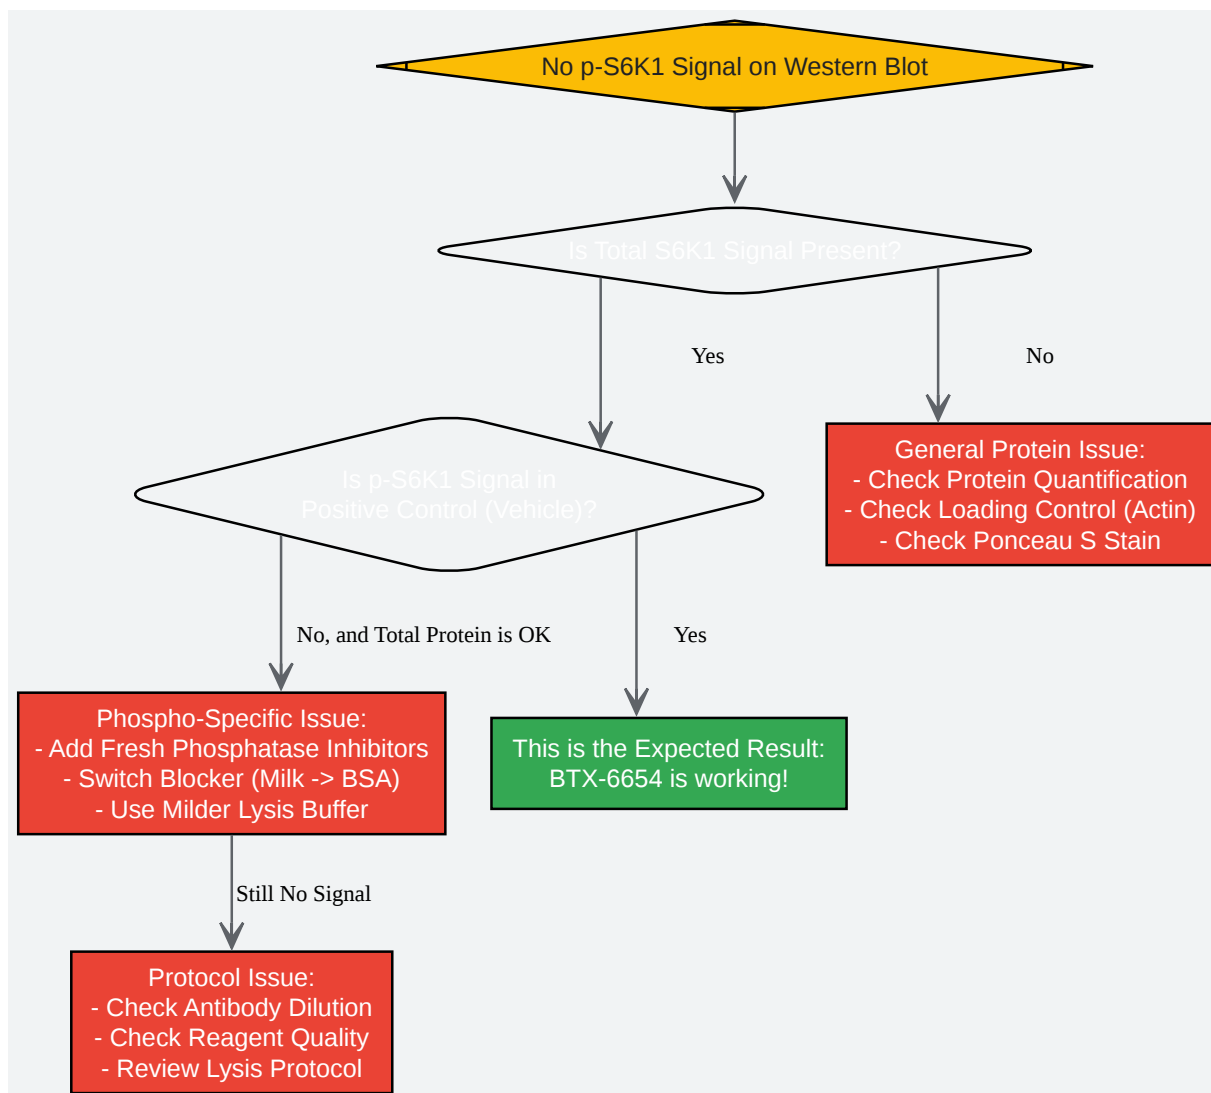 No p-S6K1 Signal on Western Blot
Is Total S6K1 Signal Present?
Yes
No
Is p-S6K1 Signal in
Positive Control (Vehicle)?
General Protein Issue:
- Check Protein Quantification
- Check Loading Control (Actin)
- Check Ponceau S Stain
No, and Total Protein is OK
Yes
Phospho-Specific Issue:
- Add Fresh Phosphatase Inhibitors
- Switch Blocker (Milk -> BSA)
- Use Milder Lysis Buffer
This is the Expected Result:
BTX-6654 is working!
Still No Signal
Protocol Issue:
- Check Antibody Dilution
- Check Reagent Quality
- Review Lysis Protocol